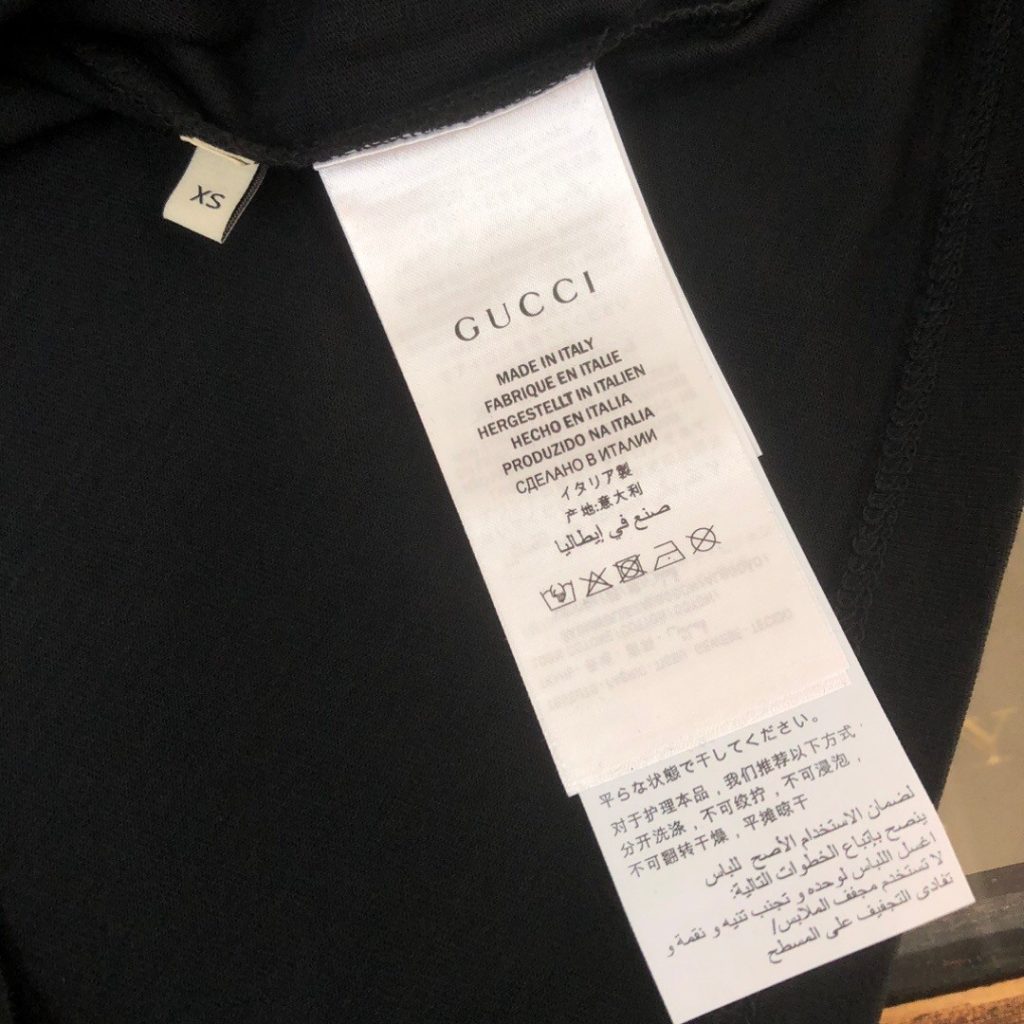 XS
GUCCI
MADE IN ITALY
FABRIQUE EN ITALIE
HERGESTELLT IN ITALIEN
HECHO EN ITALIA
PRODUZIDO NA ITALIA
СДЕЛАНО В ИТАЛИИ
イタリア製
产地:意大利
صنع في إيطاليا
平らな状態で干してください。
对于护理本品，我们推荐以下方式，
分开洗涤，不可绞拧，不可浸泡，
不可翻转干燥，平摊晾干
لضمان الاستخدام الأصح للباس
ينصح بإتباع الخطوات التالية:
اغسل اللباس لوحده و تجنب تنيه و نقمة و
لا تستخدم مجفف الملابس/
تفادى التجفيف على المسطح